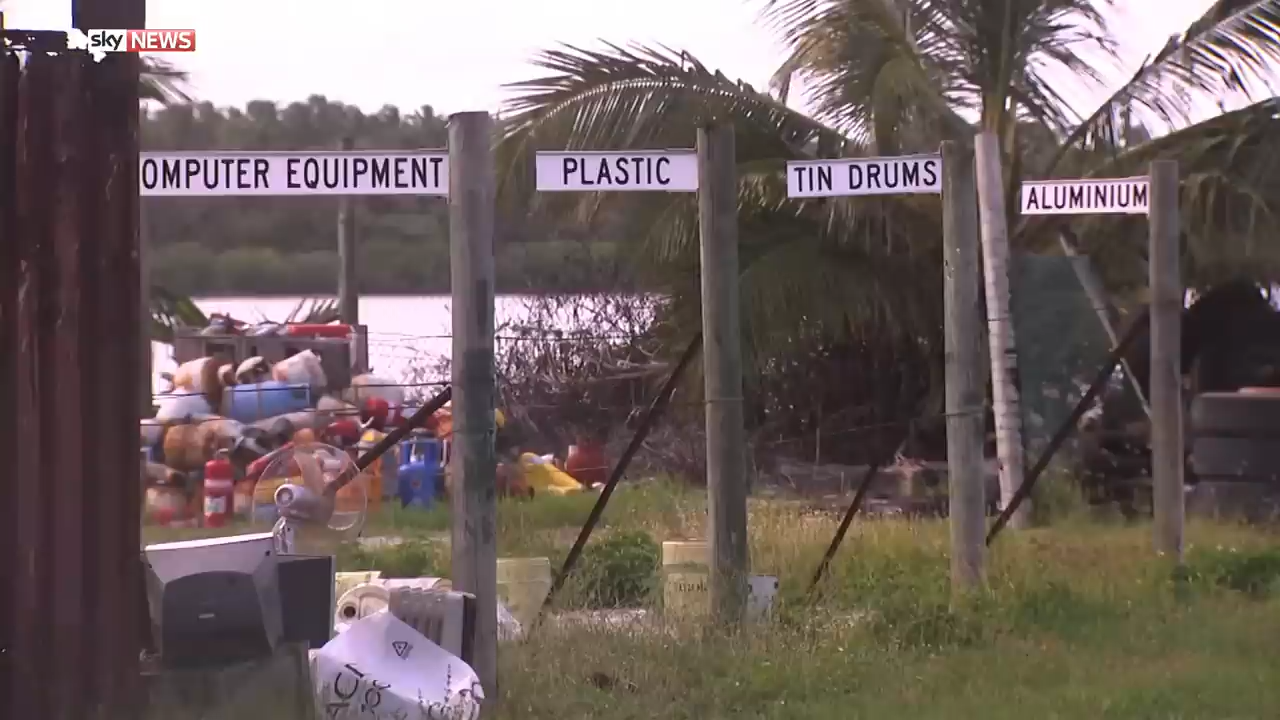 sky NEWS
OMPUTER EQUIPMENT
PLASTIC
TIN DRUMS
ALUMINIUM